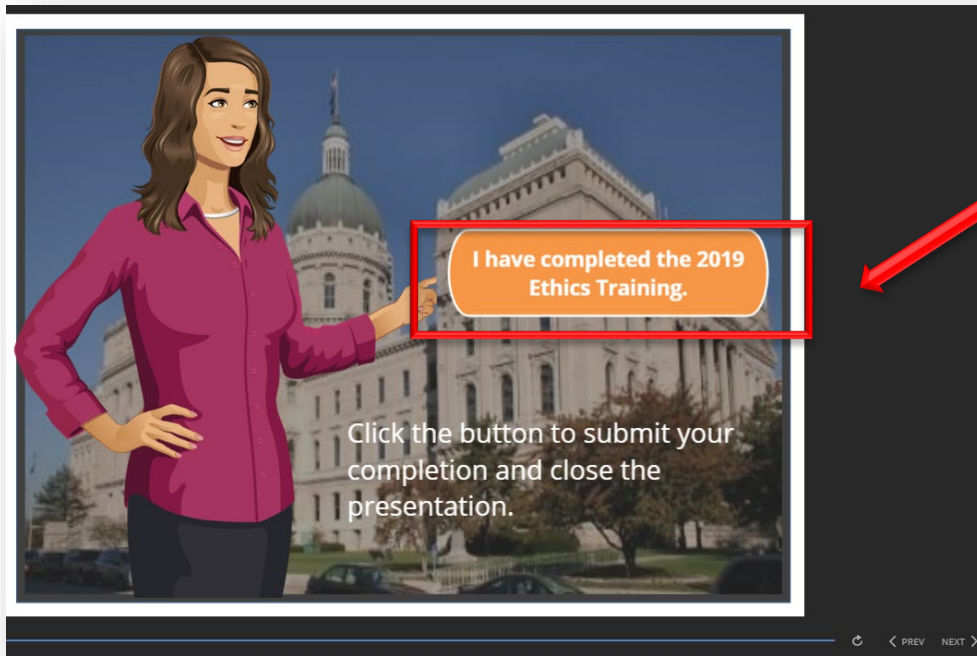 I have completed the 2019
Ethics Training.
Click the button to submit your
completion and close the
presentation.
PREV NEXT